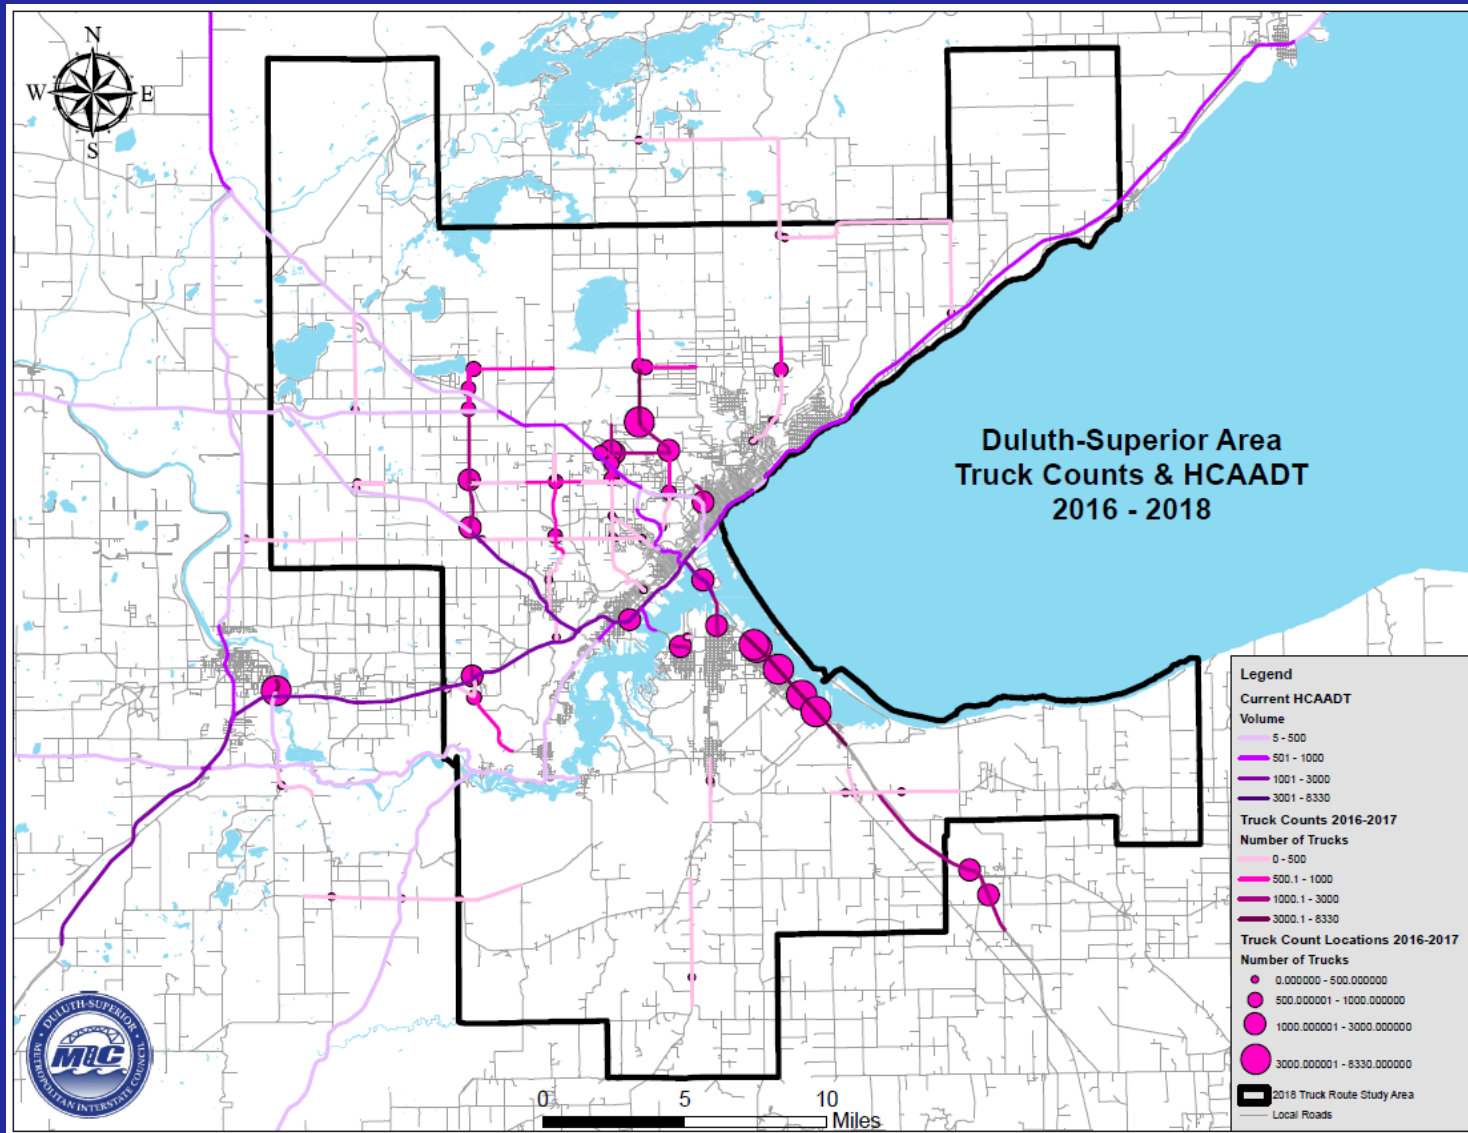 N
W
E
S
Duluth-Superior Area
Truck Counts & HCAADT
2016 - 2018
Legend
Current HCAADT
Volume
5 - 500
501 - 1000
1001 - 3000
3001 - 8330
Truck Counts 2016-2017
Number of Trucks
0 - 500
500.1 - 1000
1000.1 - 3000
3000.1 - 8330
Truck Count Locations 2016-2017
Number of Trucks
0.000000 - 500.000000
500.000001 - 1000.000000
1000.000001 - 3000.000000
3000.000001 - 8330.000000
2018 Truck Route Study Area
Local Roads
DULUTH-SUPERIOR
MIC
METROPOLITAN INTERSTATE COUNCIL
0 5 10
Miles